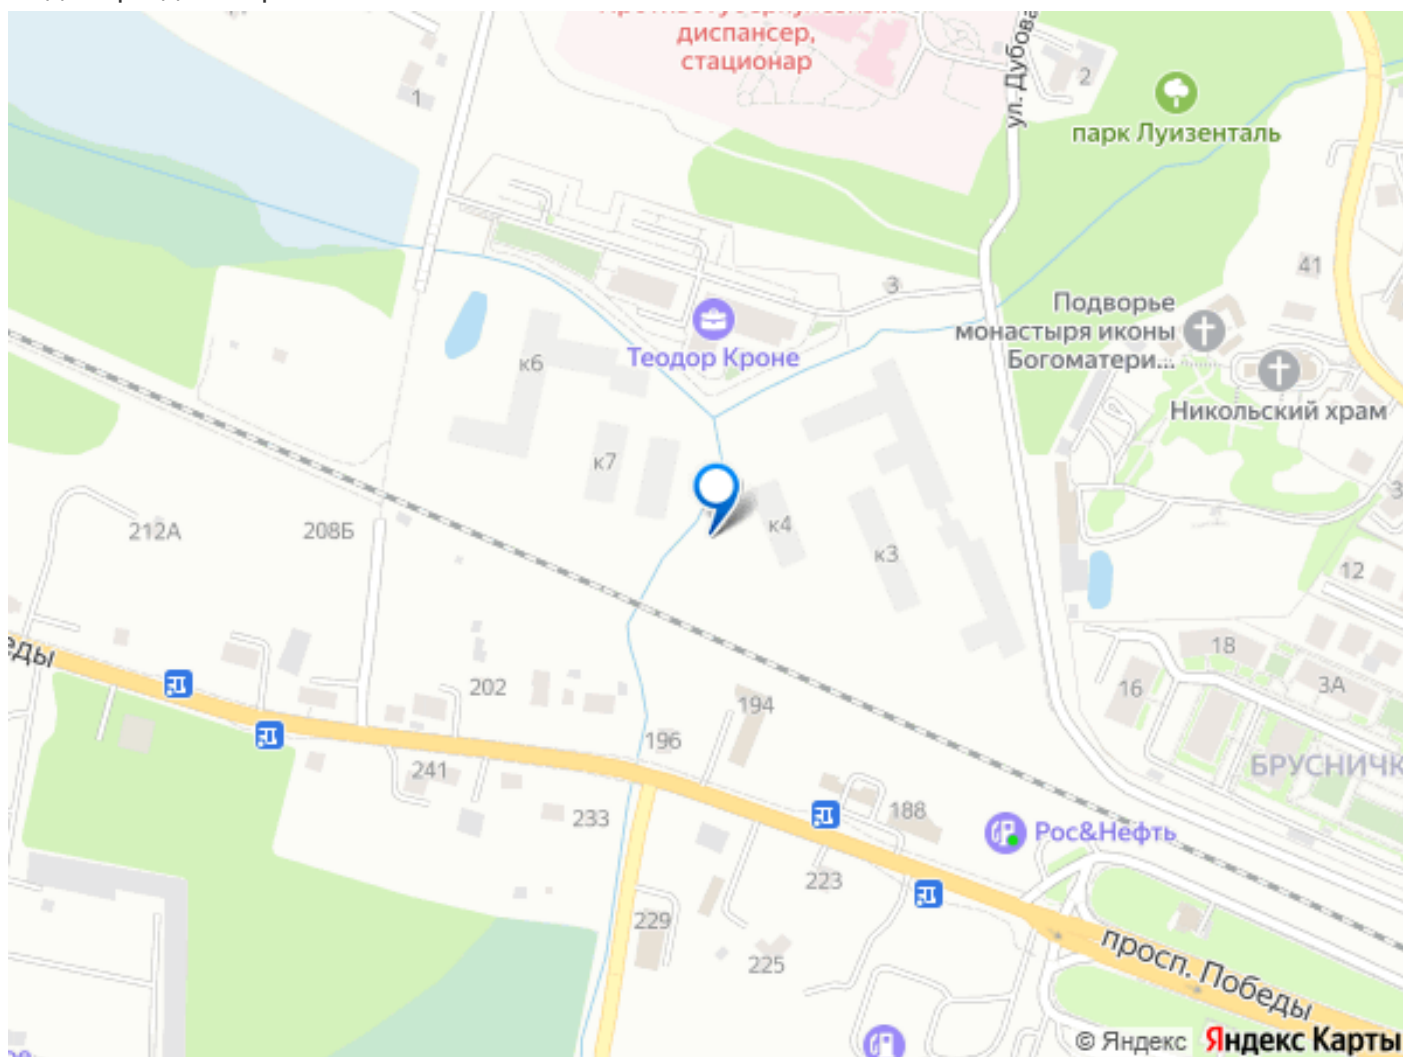 диспансер,
стационар
ул. Дубова
2
1
парк Луизенталь
41
3
Подворье
монастыря иконы
Богоматери...
Теодор Кроне
Никольский храм
к6
к7
к4
к3
212А
208Б
12
18
16
3А
202
194
196
241
БРУСНИЧК
188
233
Рос&Нефть
223
229
225
просп. Победы
© Яндекс
Яндекс Карты